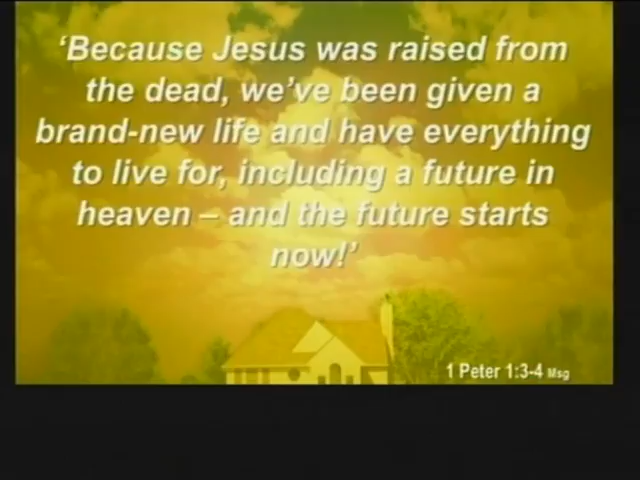 ‘Because Jesus was raised from
the dead, we’ve been given a
brand-new life and have everything
to live for, including a future in
heaven – and the future starts
now!’
1 Peter 1:3-4 Msg